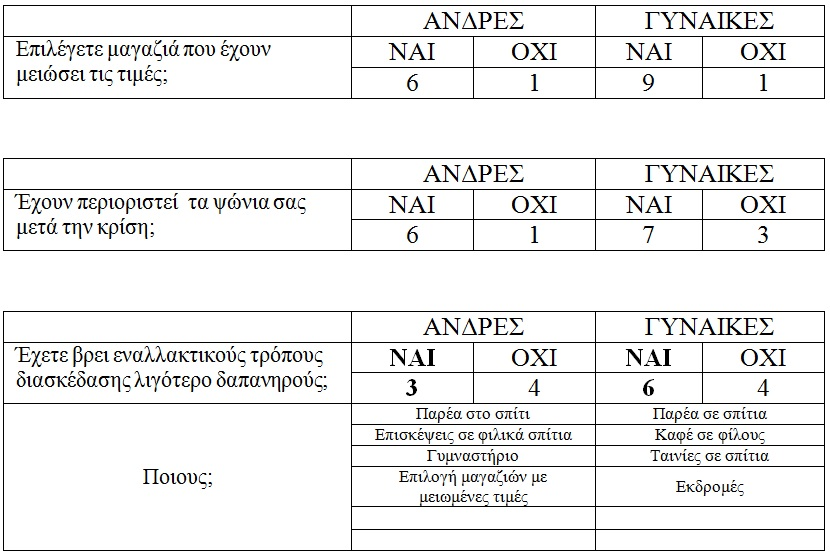 ΑΝΔΡΕΣ ΓΥΝΑΙΚΕΣ
Επιλέγετε μαγαζιά που έχουν
μειώσει τις τιμές;
ΝΑΙ ΟΧΙ ΝΑΙ ΟΧΙ
6 1 9 1
ΑΝΔΡΕΣ ΓΥΝΑΙΚΕΣ
Έχουν περιοριστεί τα ψώνια σας
μετά την κρίση;
ΝΑΙ ΟΧΙ ΝΑΙ ΟΧΙ
6 1 7 3
ΑΝΔΡΕΣ ΓΥΝΑΙΚΕΣ
Έχετε βρει εναλλακτικούς τρόπους
διασκέδασης λιγότερο δαπανηρούς;
ΝΑΙ ΟΧΙ ΝΑΙ ΟΧΙ
3 4 6 4
Ποιους;
Παρέα στο σπίτι Παρέα σε σπίτια
Επισκέψεις σε φιλικά σπίτια Καφέ σε φίλους
Γυμναστήριο Ταινίες σε σπίτια
Επιλογή μαγαζιών με
μειωμένες τιμές Εκδρομές